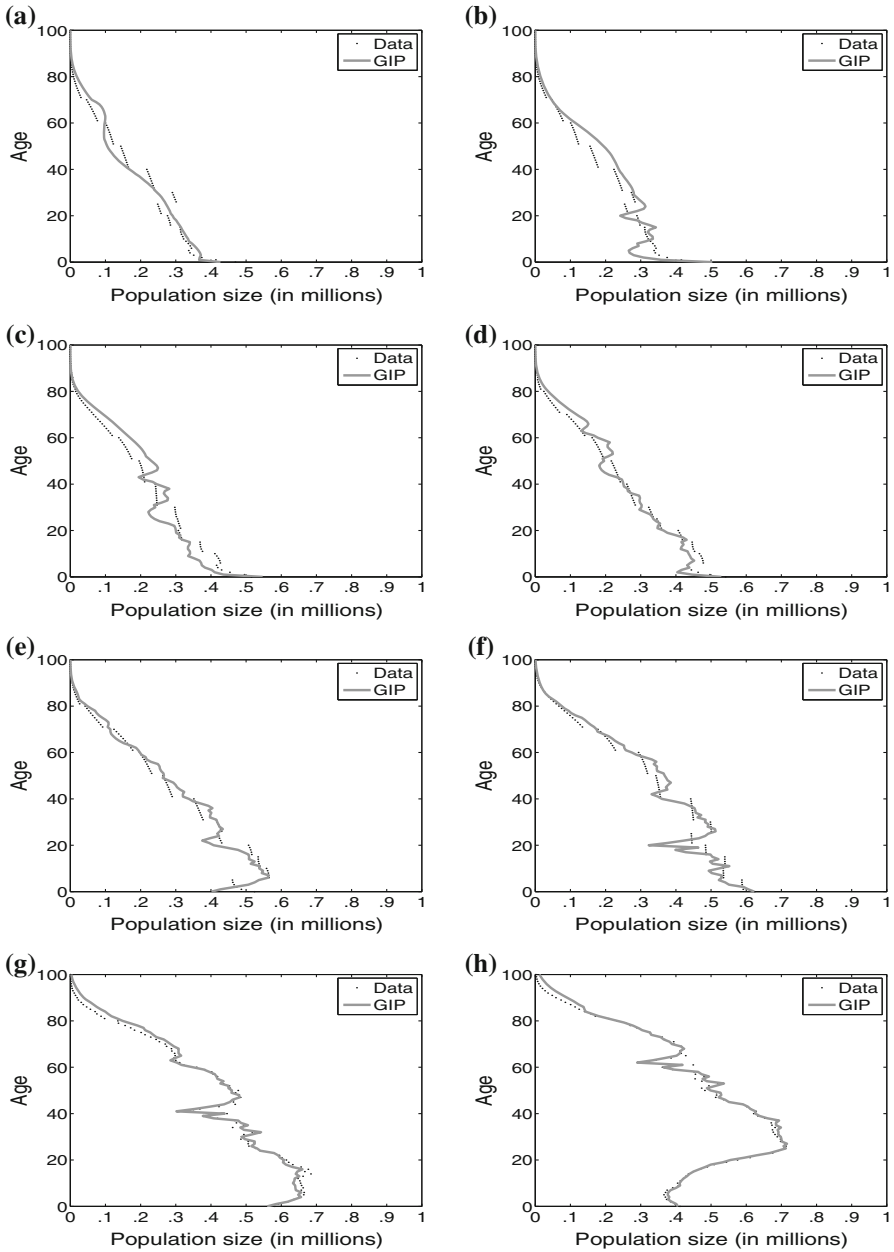 (a)
100
80
60
40
20
0
Age
0 .1 .2 .3 .4 .5 .6 .7 .8 .9 1
Population size (in millions)
Data
GIP
(b)
100
80
60
40
20
0
Age
0 .1 .2 .3 .4 .5 .6 .7 .8 .9 1
Population size (in millions)
Data
GIP
(c)
100
80
60
40
20
0
Age
0 .1 .2 .3 .4 .5 .6 .7 .8 .9 1
Population size (in millions)
Data
GIP
(d)
100
80
60
40
20
0
Age
0 .1 .2 .3 .4 .5 .6 .7 .8 .9 1
Population size (in millions)
Data
GIP
(e)
100
80
60
40
20
0
Age
0 .1 .2 .3 .4 .5 .6 .7 .8 .9 1
Population size (in millions)
Data
GIP
(f)
100
80
60
40
20
0
Age
0 .1 .2 .3 .4 .5 .6 .7 .8 .9 1
Population size (in millions)
Data
GIP
(g)
100
80
60
40
20
0
Age
0 .1 .2 .3 .4 .5 .6 .7 .8 .9 1
Population size (in millions)
Data
GIP
(h)
100
80
60
40
20
0
Age
0 .1 .2 .3 .4 .5 .6 .7 .8 .9 1
Population size (in millions)
Data
GIP